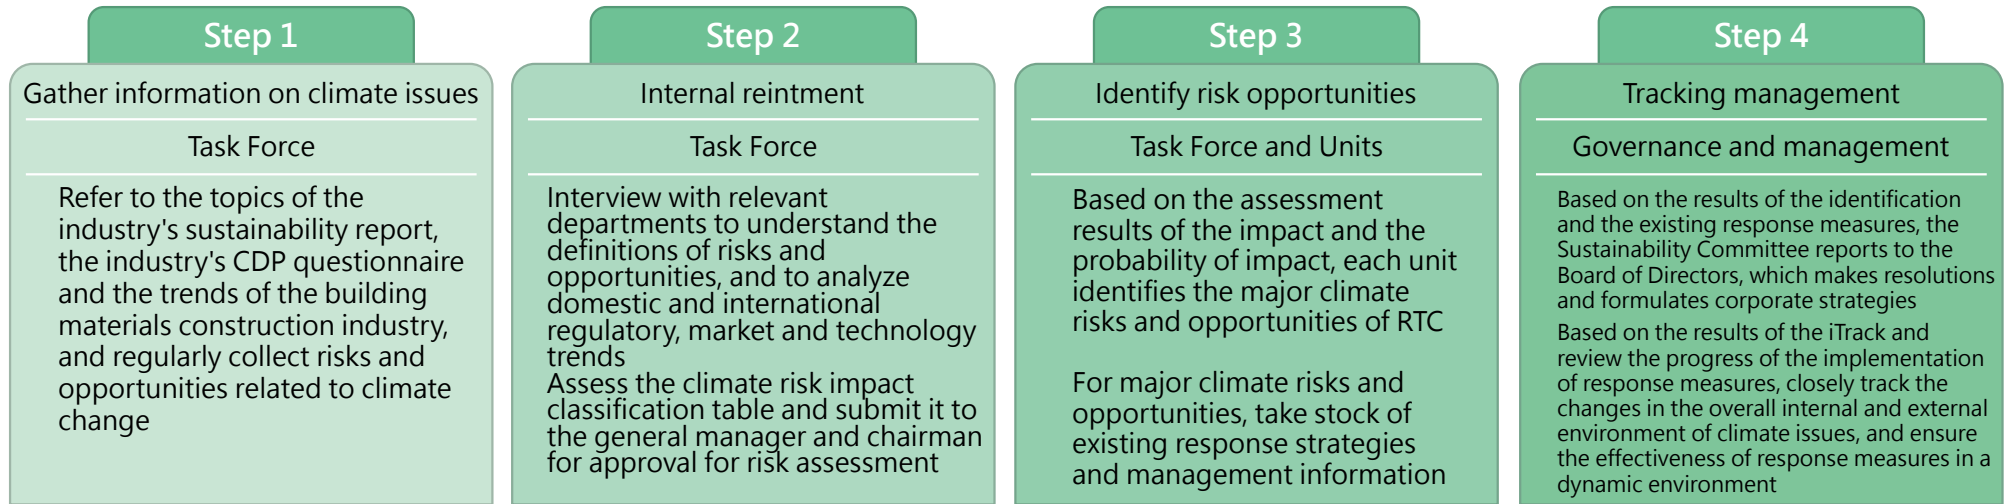 Step 1
Gather information on climate issues
Task Force
Refer to the topics of the
industry's sustainability report,
the industry's CDP questionnaire
and the trends of the building
materials construction industry,
and regularly collect risks and
opportunities related to climate
change
Step 2
Internal reintment
Task Force
Interview with relevant
departments to understand the
definitions of risks and
opportunities, and to analyze
domestic and international
regulatory, market and technology
trends
Assess the climate risk impact
classification table and submit it to
the general manager and chairman
for approval for risk assessment
Step 3
Identify risk opportunities
Task Force and Units
Based on the assessment
results of the impact and the
probability of impact, each unit
identifies the major climate
risks and opportunities of RTC
For major climate risks and
opportunities, take stock of
existing response strategies
and management information
Step 4
Tracking management
Governance and management
Based on the results of the identification
and the existing response measures, the
Sustainability Committee reports to the
Board of Directors, which makes resolutions
and formulates corporate strategies
Based on the results of the iTrack and
review the progress of the implementation
of response measures, closely track the
changes in the overall internal and external
environment of climate issues, and ensure
the effectiveness of response measures in a
dynamic environment